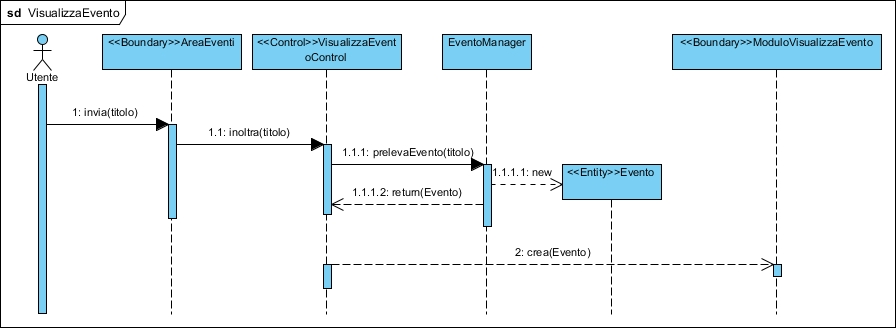 sd VisualizzaEvento
Utente
<<Boundary>>AreaEventi
<<Control>>VisualizzaEvent
oControl
EventoManager
<<Boundary>>ModuloVisualizzaEvento
1: invia(titolo)
1.1: inoltra(titolo)
1.1.1: prelevaEvento(titolo)
1.1.1.1: new
<<Entity>>Evento
1.1.1.2: return(Evento)
2: crea(Evento)